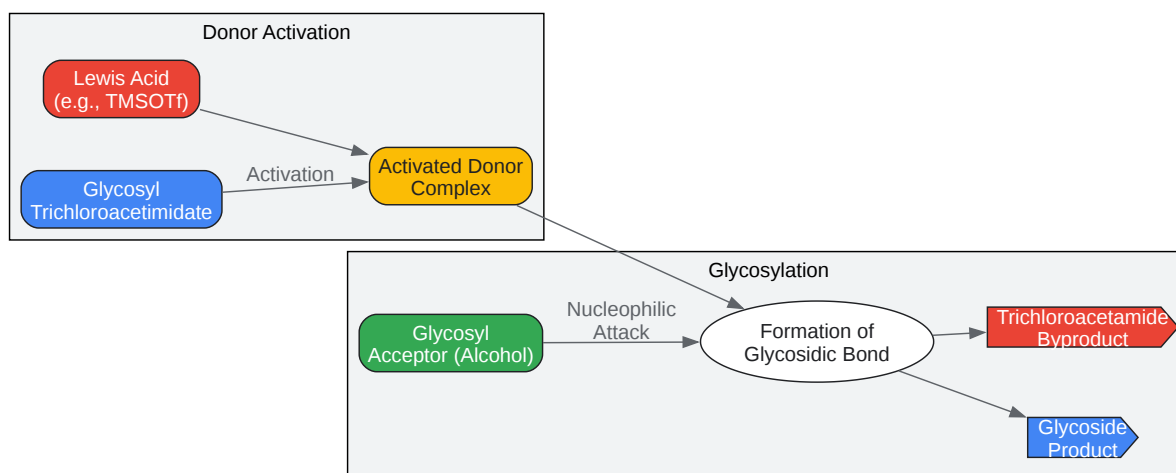 Donor Activation
Lewis Acid
(e.g., TMSOTf)
Glycosyl
Trichloroacetimidate
Activation
Activated Donor
Complex
Glycosylation
Glycosyl
Acceptor (Alcohol)
Nucleophilic
Attack
Formation of
Glycosidic Bond
Trichloroacetamide
Byproduct
Glycoside
Product